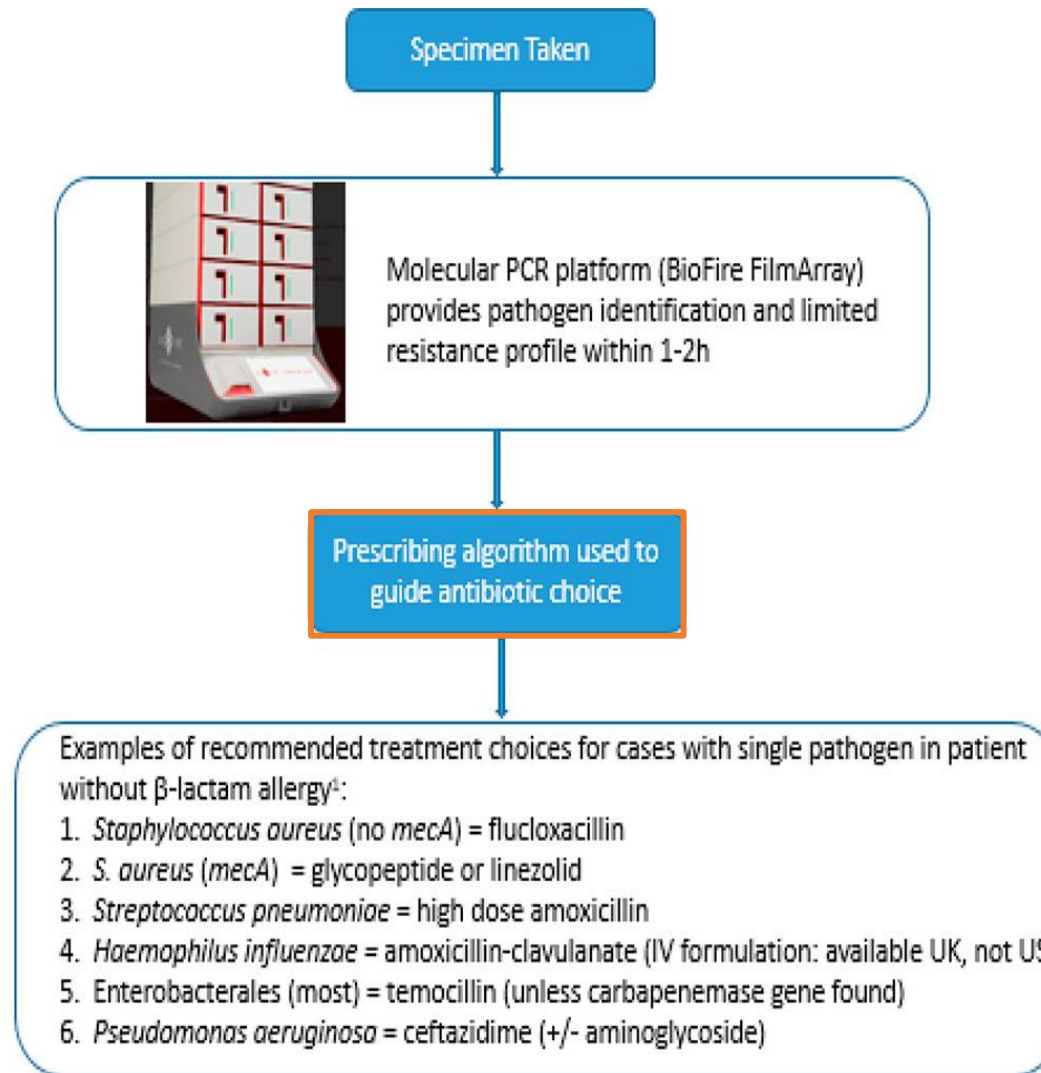 Specimen Taken
Molecular PCR platform (BioFire FilmArray)
provides pathogen identification and limited
resistance profile within 1-2h
Prescribing algorithm used to
guide antibiotic choice
Examples of recommended treatment choices for cases with single pathogen in patient
without β-lactam allergy¹:
1. Staphylococcus aureus (no mecA) = flucloxacillin
2. S. aureus (mecA) = glycopeptide or linezolid
3. Streptococcus pneumoniae = high dose amoxicillin
4. Haemophilus influenzae = amoxicillin-clavulanate (IV formulation: available UK, not US
5. Enterobacterales (most) = temocillin (unless carbapenemase gene found)
6. Pseudomonas aeruginosa = ceftazidime (+/- aminoglycoside)